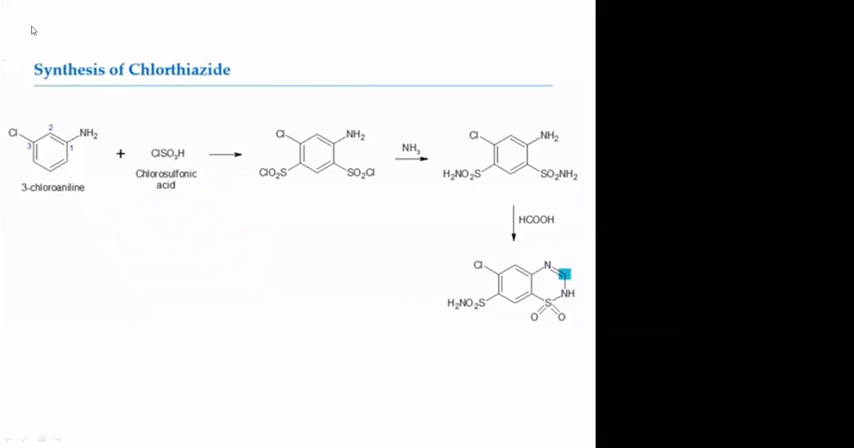 Synthesis of Chlorthiazide
Cl
2
NH₂
3
1
3-chloroaniline
+
ClSO₃H
Chlorosulfonic
acid
Cl
NH₂
ClO₂S
SO₂Cl
NH₃
Cl
NH₂
H₂NO₂S
SO₂NH₂
HCOOH
Cl
N
NH
H₂NO₂S
S
O
O